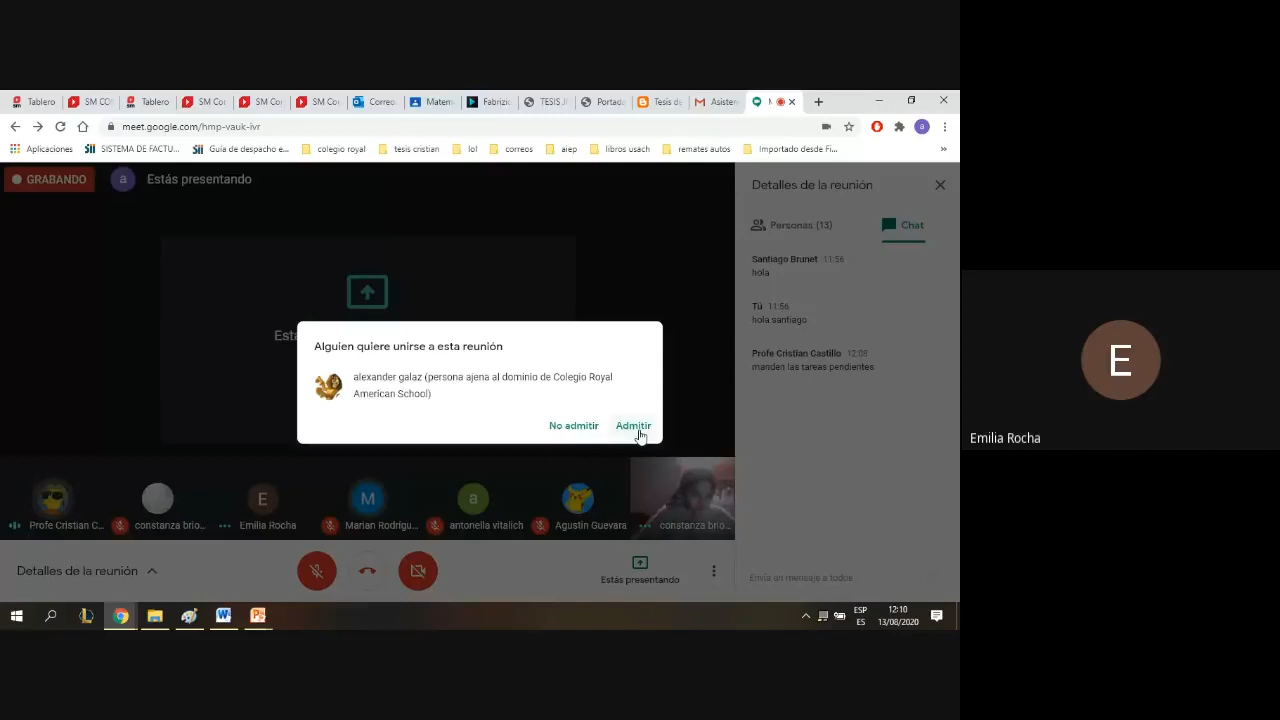 Tablero
SM CO
Tablero
SM Co
SM Co
SM Co
Correo
Matem
Fabrizio
TESIS JI
Portada
Tesis de
Asisten
meet.google.com/hmp-vauk-ivr
a
Aplicaciones
SISTEMA DE FACTU...
Guía de despacho e...
colegio royal
tesis cristian
lol
correos
aiep
libros usach
remates autos
Importado desde Fi...
»
GRABANDO
a
Estás presentando
Detalles de la reunión
Personas (13)
Chat
Santiago Brunet 11:56
hola
Tú 11:56
hola santiago
Profe Cristian Castillo 12:08
manden las tareas pendientes
Está
Alguien quiere unirse a esta reunión
alexander galaz (persona ajena al dominio de Colegio Royal
American School)
No admitir
Admitir
E
M
a
Profe Cristian C...
constanza brio...
Emilia Rocha
Marian Rodrígu...
antonella vitalich
Agustin Guevara
constanza brio...
Detalles de la reunión
Estás presentando
Envía un mensaje a todos
ESP
ES
12:10
13/08/2020
E
Emilia Rocha